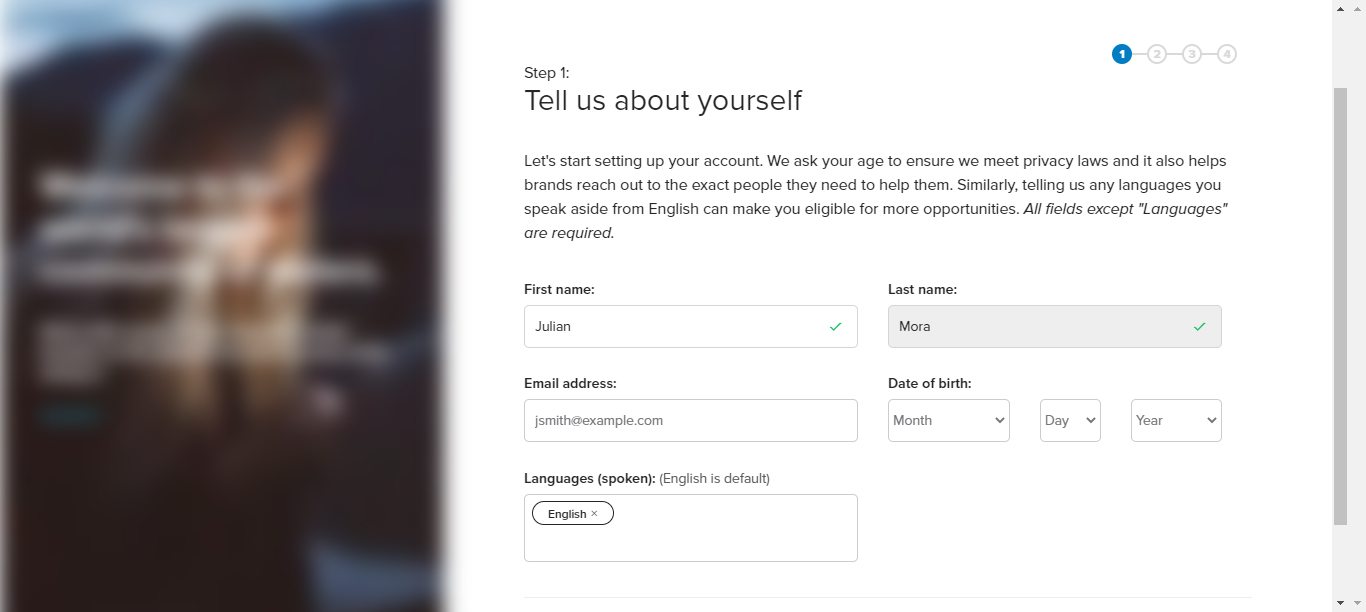 1 2 3 4
Step 1:
Tell us about yourself
Let's start setting up your account. We ask your age to ensure we meet privacy laws and it also helps
brands reach out to the exact people they need to help them. Similarly, telling us any languages you
speak aside from English can make you eligible for more opportunities. All fields except "Languages"
are required.
First name: Last name:
Julian Mora
Email address: Date of birth:
jsmith@example.com Month Day Year
Languages (spoken): (English is default)
English ×